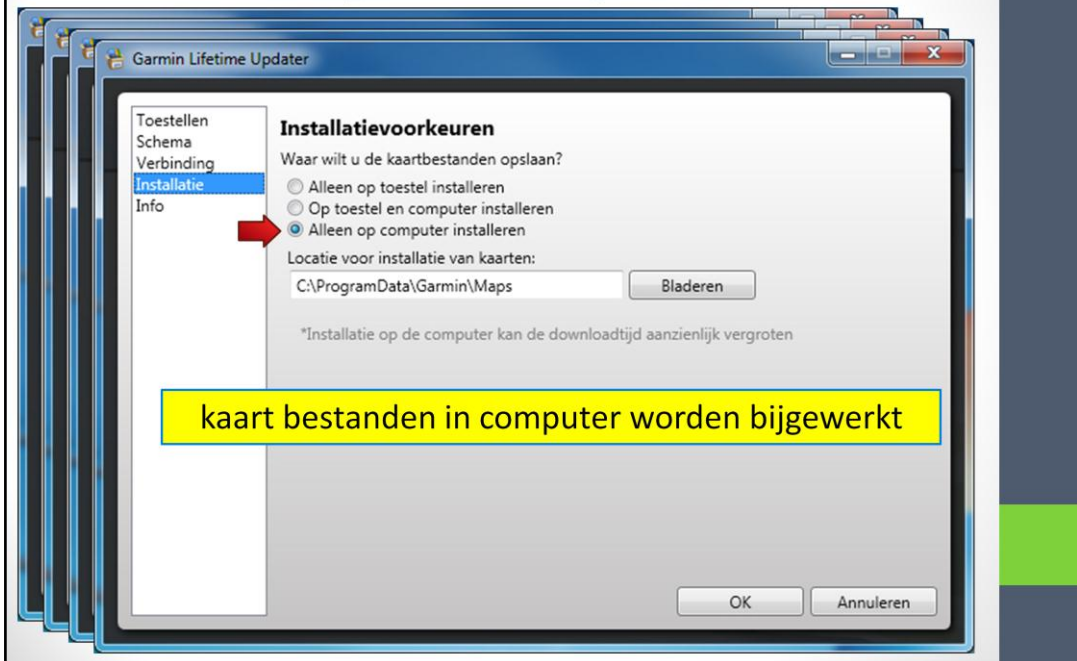 Garmin Lifetime Updater
Toestellen
Schema
Verbinding
Installatie
Info
Installatievoorkeuren
Waar wilt u de kaartbestanden opslaan?
Alleen op toestel installeren
Op toestel en computer installeren
Alleen op computer installeren
Locatie voor installatie van kaarten:
C:\ProgramData\Garmin\Maps
Bladeren
*Installatie op de computer kan de downloadtijd aanzienlijk vergroten
kaart bestanden in computer worden bijgewerkt
OK
Annuleren